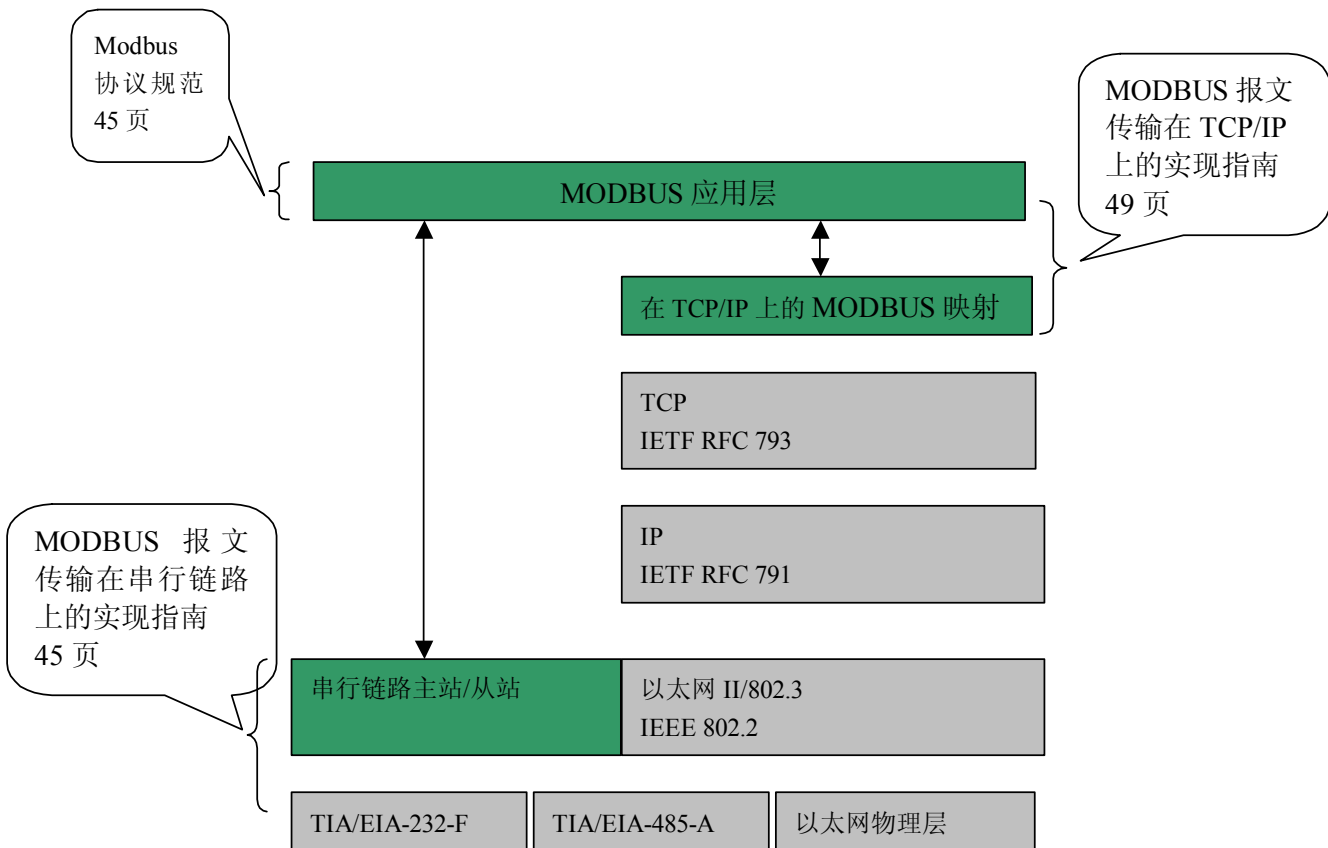 Modbus
协议规范
45 页
MODBUS 报文
传输在 TCP/IP
上的实现指南
49 页
MODBUS 应用层
在 TCP/IP 上的 MODBUS 映射
TCP
IETF RFC 793
IP
IETF RFC 791
MODBUS 报文
传输在串行链路
上的实现指南
45 页
串行链路主站/从站
以太网 II/802.3
IEEE 802.2
TIA/EIA-232-F
TIA/EIA-485-A
以太网物理层